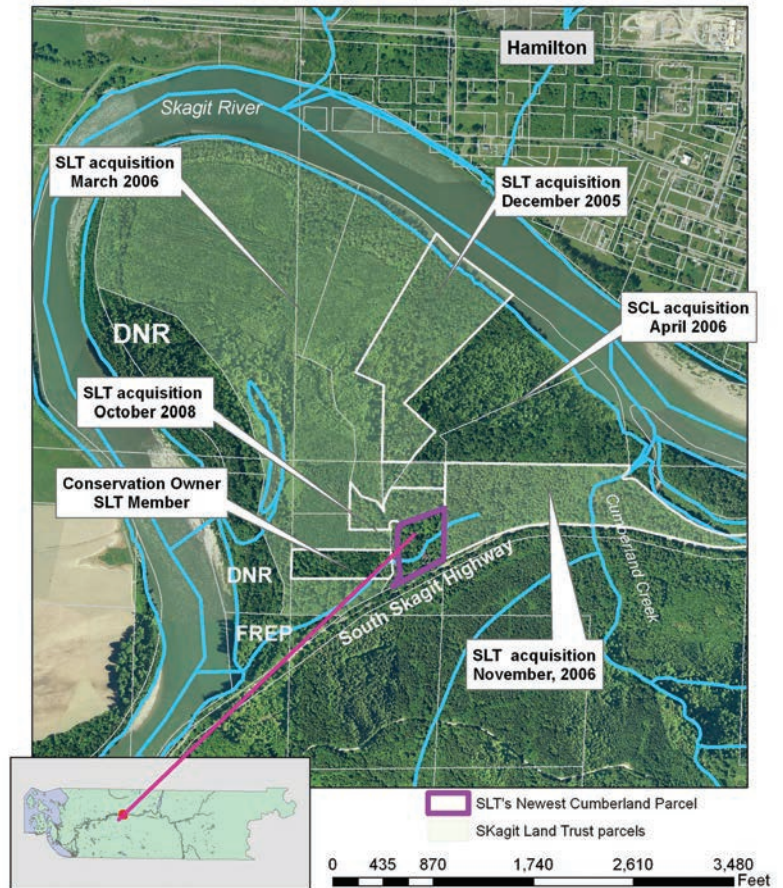 Hamilton
Skagit River
SLT acquisition
March 2006
SLT acquisition
December 2005
SCL acquisition
April 2006
DNR
SLT acquisition
October 2008
Conservation Owner
SLT Member
Cumberland Creek
DNR
South Skagit Highway
FREP
SLT acquisition
November, 2006
SLT's Newest Cumberland Parcel
SKagit Land Trust parcels
0 435 870 1,740 2,610 3,480
Feet